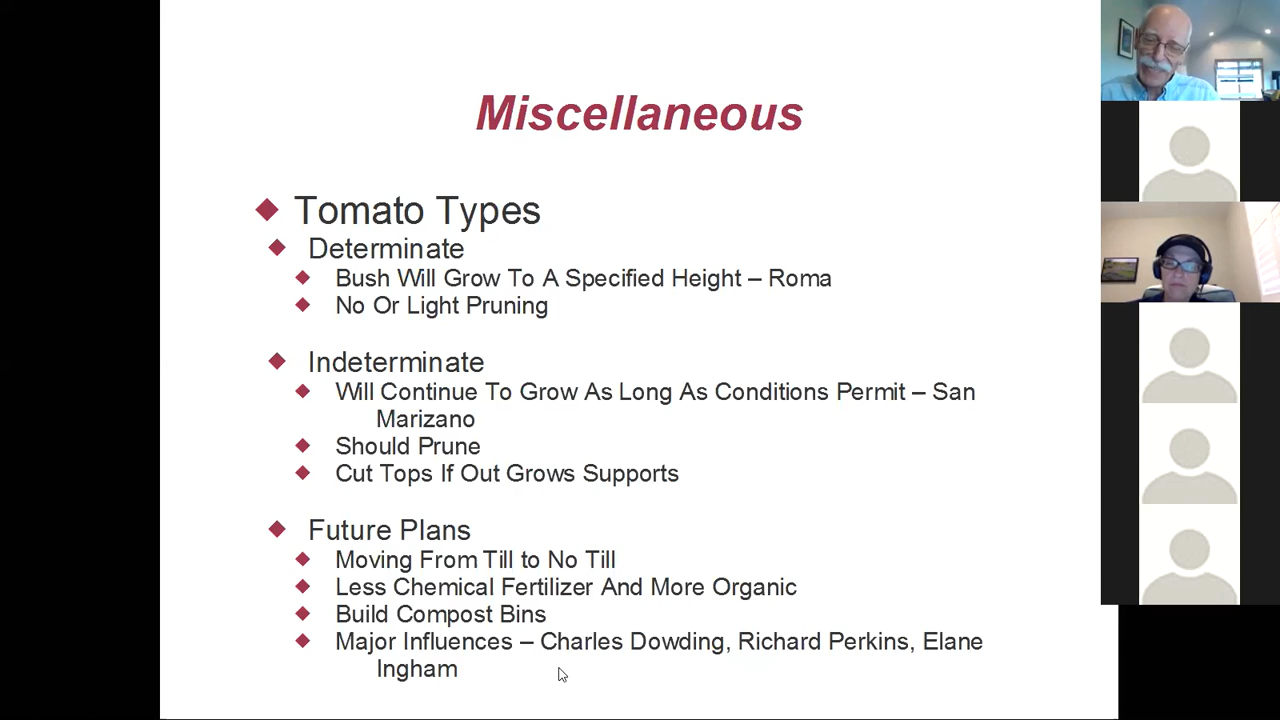 Miscellaneous
Tomato Types
Determinate
Bush Will Grow To A Specified Height – Roma
No Or Light Pruning
Indeterminate
Will Continue To Grow As Long As Conditions Permit – San
Marizano
Should Prune
Cut Tops If Out Grows Supports
Future Plans
Moving From Till to No Till
Less Chemical Fertilizer And More Organic
Build Compost Bins
Major Influences – Charles Dowding, Richard Perkins, Elane
Ingham